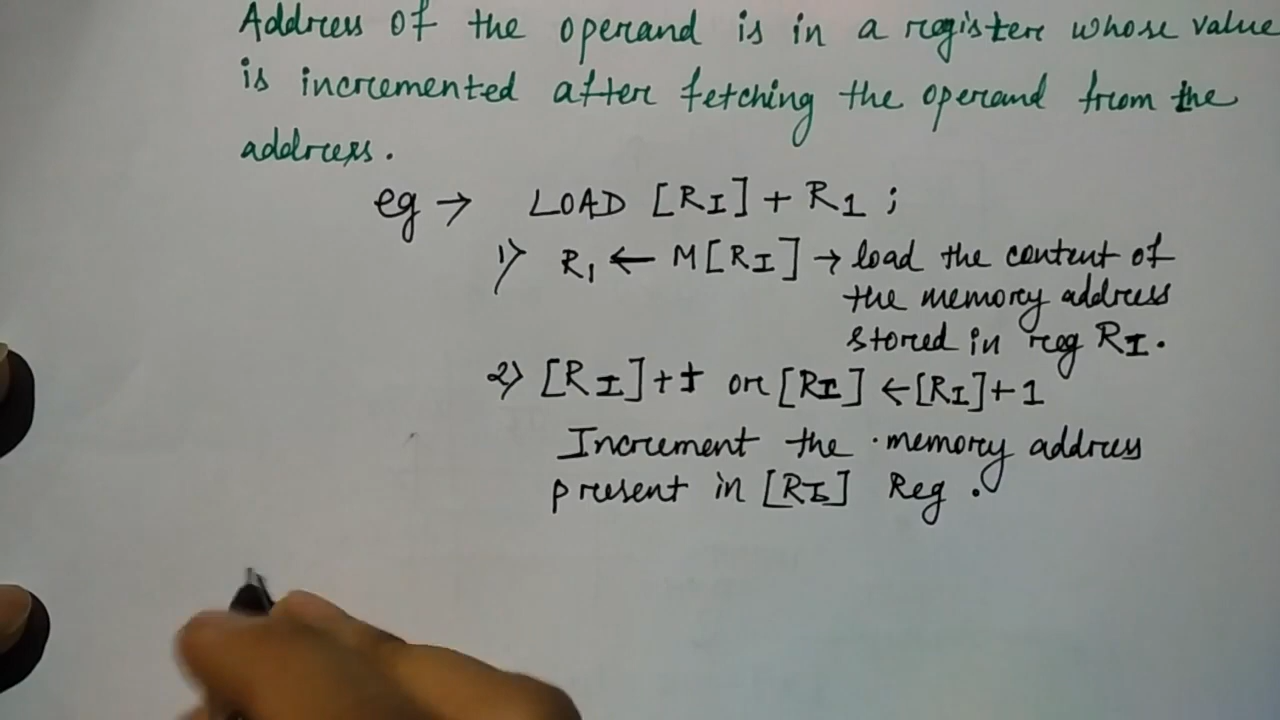 Address of the operand is in a register whose value
is incremented after fetching the operand from the
address.
eg → LOAD [RI] + R1 ;
1) R1 ← M[RI] → load the content of
the memory address
stored in reg RI.
2) [RI]++ or [RI] ← [RI]+1
Increment the memory address
present in [RI] Reg.